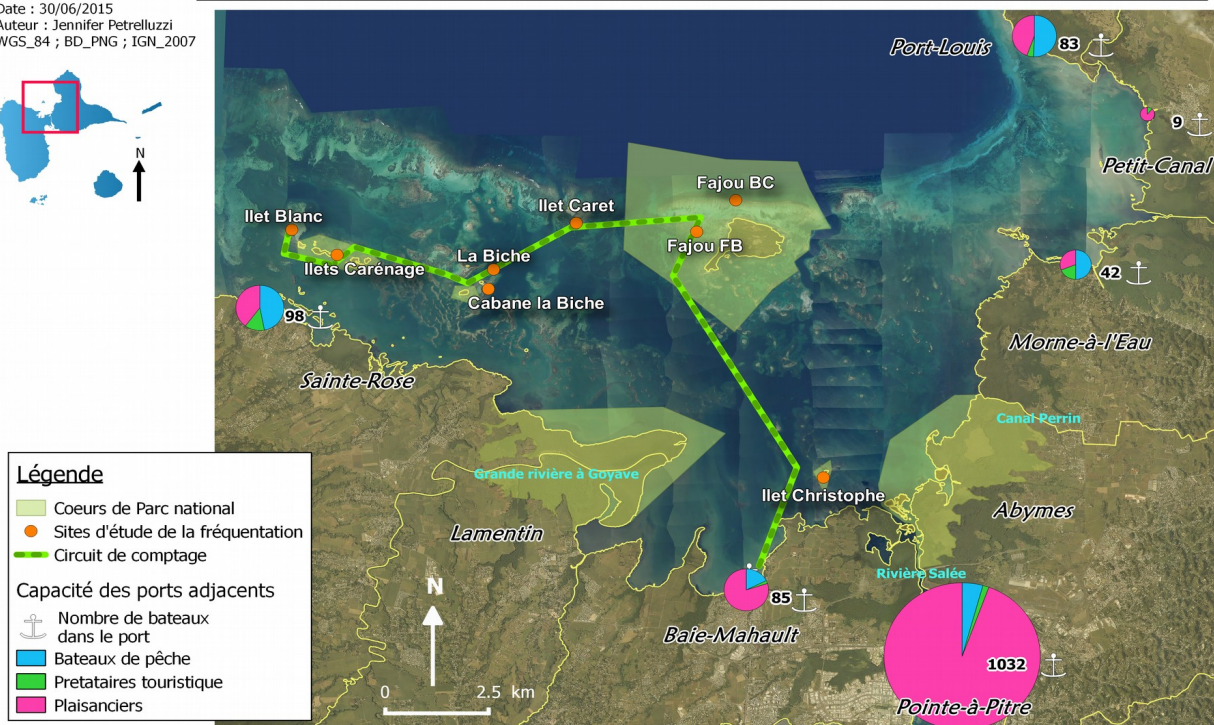 Date : 30/06/2015
Auteur : Jennifer Petrelluzzi
WGS_84 ; BD_PNG ; IGN_2007
N
Port-Louis
83
9
Petit-Canal
Fajou BC
Ilet Caret
Ilet Blanc
Fajou FB
La Biche
Ilets Carénage
42
Cabane la Biche
98
Morne-à-l'Eau
Sainte-Rose
Canal Perrin
Légende
Coeurs de Parc national
Sites d'étude de la fréquentation
Circuit de comptage
Capacité des ports adjacents
Nombre de bateaux
dans le port
Bateaux de pêche
Pretataires touristique
Plaisanciers
Grande rivière à Goyave
Ilet Christophe
Lamentin
Abymes
Rivière Salée
N
85
Baie-Mahault
1032
0 2.5 km
Pointe-à-Pitre